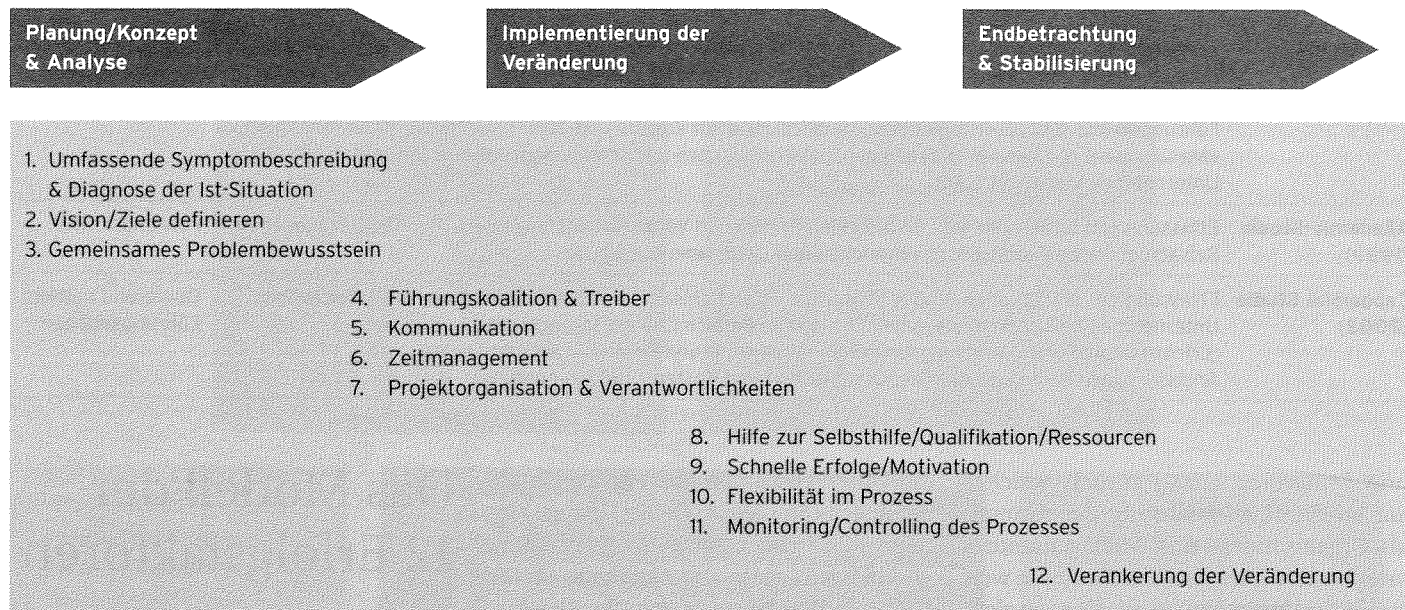 Planung/Konzept
& Analyse
Implementierung der
Veränderung
Endbetrachtung
& Stabilisierung
1. Umfassende Symptombeschreibung
& Diagnose der Ist-Situation
2. Vision/Ziele definieren
3. Gemeinsames Problembewusstsein
4. Führungskoalition & Treiber
5. Kommunikation
6. Zeitmanagement
7. Projektorganisation & Verantwortlichkeiten
8. Hilfe zur Selbsthilfe/Qualifikation/Ressourcen
9. Schnelle Erfolge/Motivation
10. Flexibilität im Prozess
11. Monitoring/Controlling des Prozesses
12. Verankerung der Veränderung